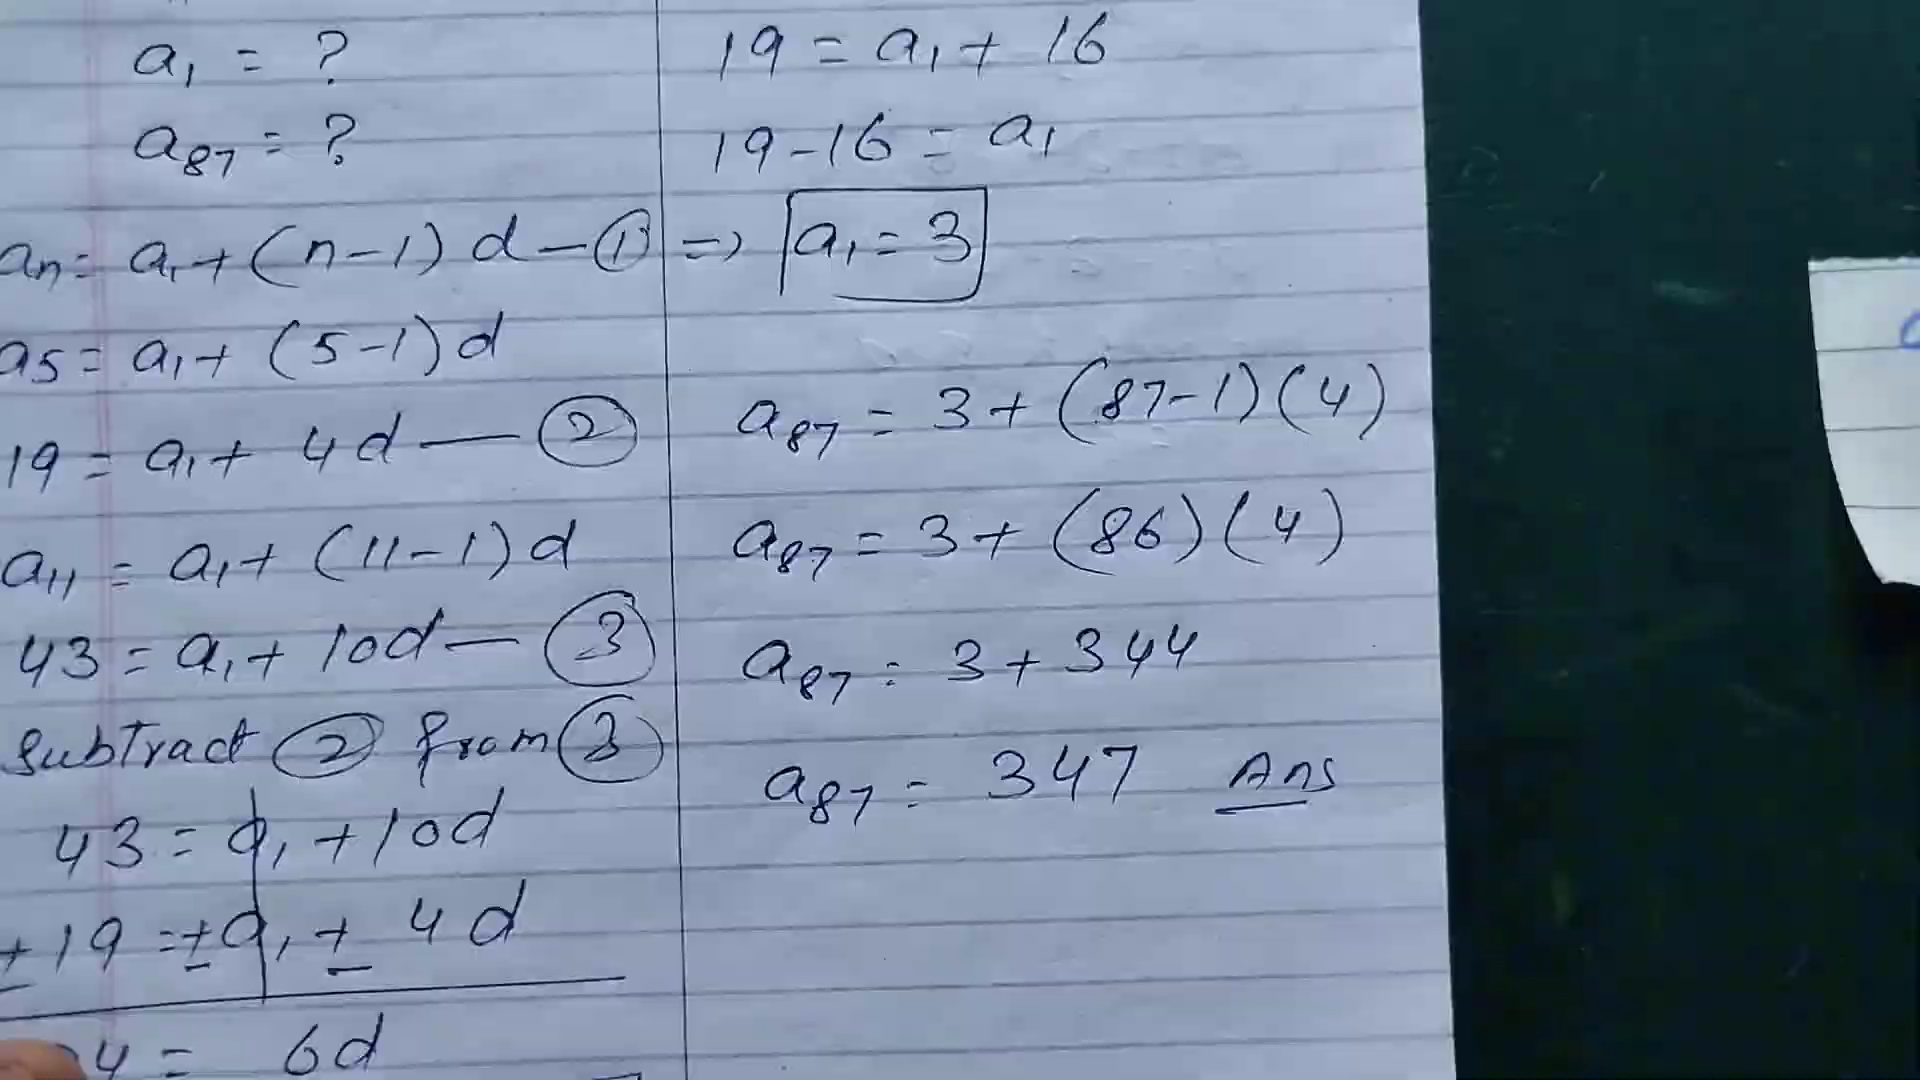 a₁ = ?
a₈₇ = ?
aₙ = a₁ + (n-1) d — ①
a₅ = a₁ + (5-1) d
19 = a₁ + 4d — ②
a₁₁ = a₁ + (11-1) d
43 = a₁ + 10d — ③
Subtract ② from ③
43 = a₁ + 10d
± 19 = ± a₁ ± 4d
4 = 6d
19 = a₁ + 16
19-16 = a₁
=> a₁ = 3
a₈₇ = 3 + (87-1) (4)
a₈₇ = 3 + (86) (4)
a₈₇ = 3 + 344
a₈₇ = 347 Ans